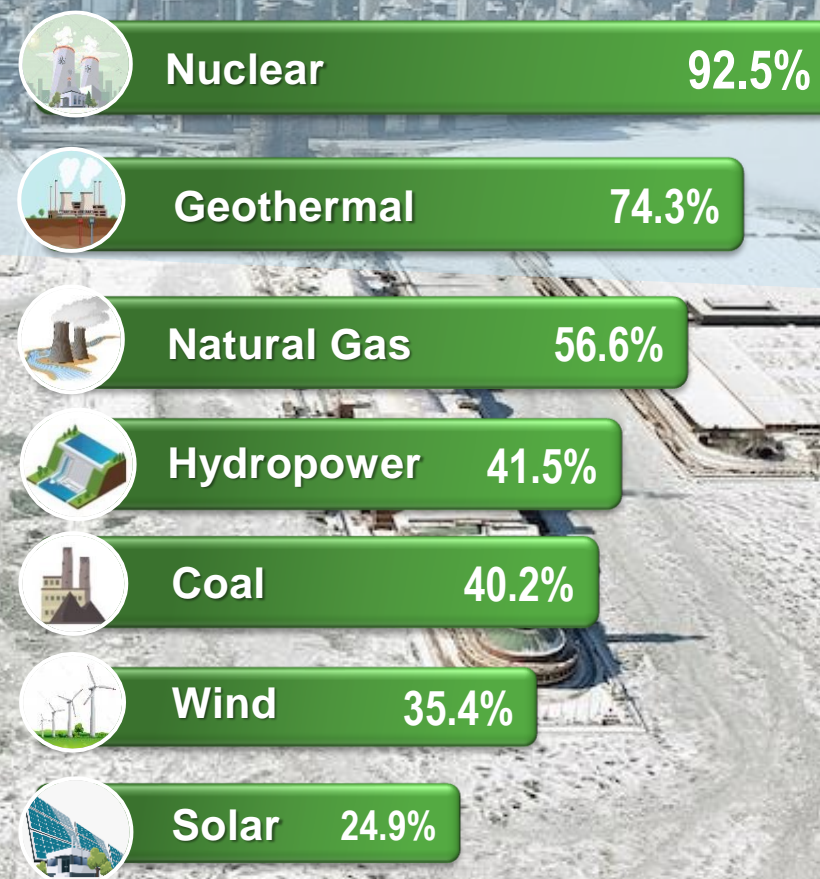 Nuclear 92.5%
Geothermal 74.3%
Natural Gas 56.6%
Hydropower 41.5%
Coal 40.2%
Wind 35.4%
Solar 24.9%